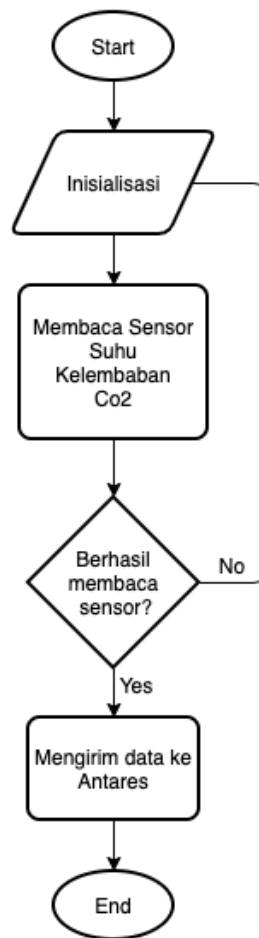 Start
Inisialisasi
Membaca Sensor
Suhu
Kelembaban
Co2
Berhasil
membaca
sensor?
No
Yes
Mengirim data ke
Antares
End